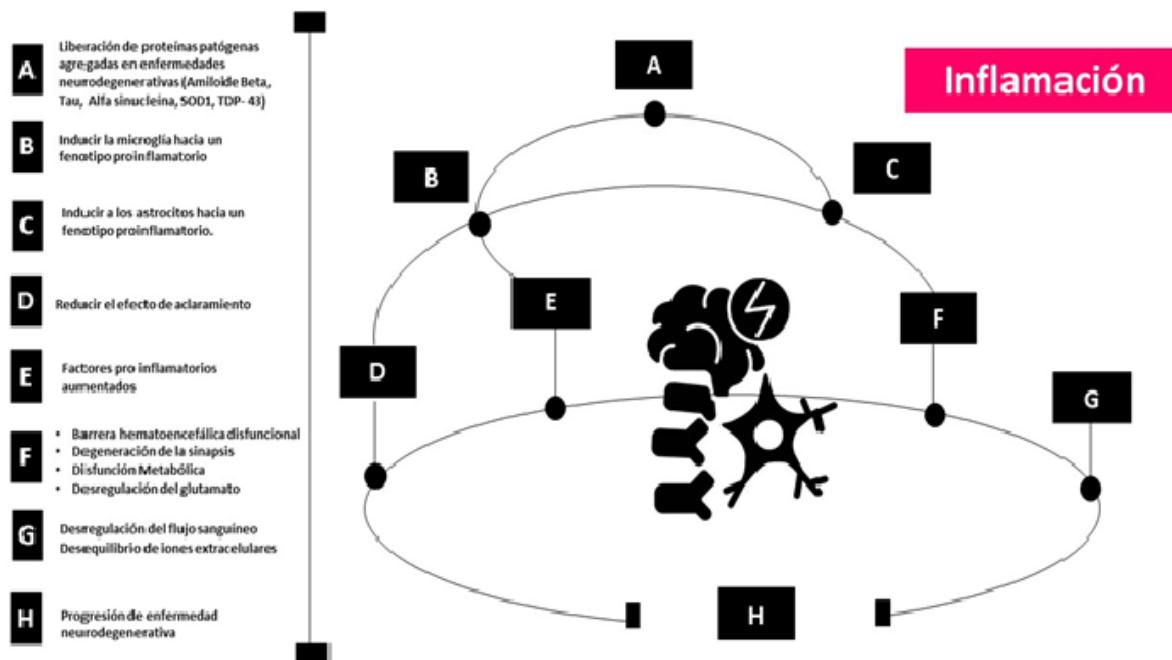 A
Liberación de proteínas patógenas
agregadas en enfermedades
neurodegenerativas (Amiloide Beta,
Tau, Alfa sinucleína, SOD1, TDP- 43)
B
Inducir la microglía hacia un
fenotipo proinflamatorio
C
Inducir a los astrocitos hacia un
fenotipo proinflamatorio.
D
Reducir el efecto de aclaramiento
E
Factores pro inflamatorios
aumentados
F
• Barrera hematoencefálica disfuncional
• Degeneración de la sinapsis
• Disfunción Metabólica
• Desregulación del glutamato
G
Desregulación del flujo sanguíneo
Desequilibrio de iones extracelulares
H
Progresión de enfermedad
neurodegenerativa
Inflamación
A
B
C
E
F
D
G
H